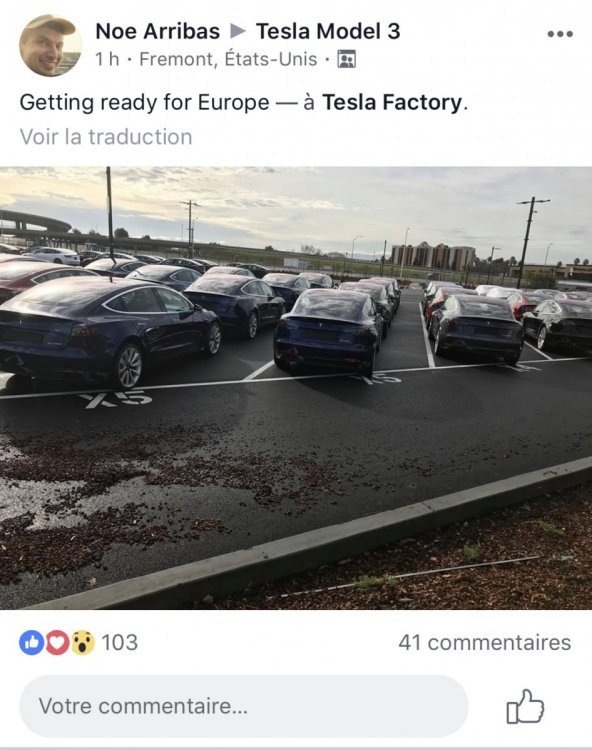 Noe Arribas ▶ Tesla Model 3
1 h · Fremont, États-Unis ·
Getting ready for Europe — à Tesla Factory.
Voir la traduction
X5
103
41 commentaires
Votre commentaire...